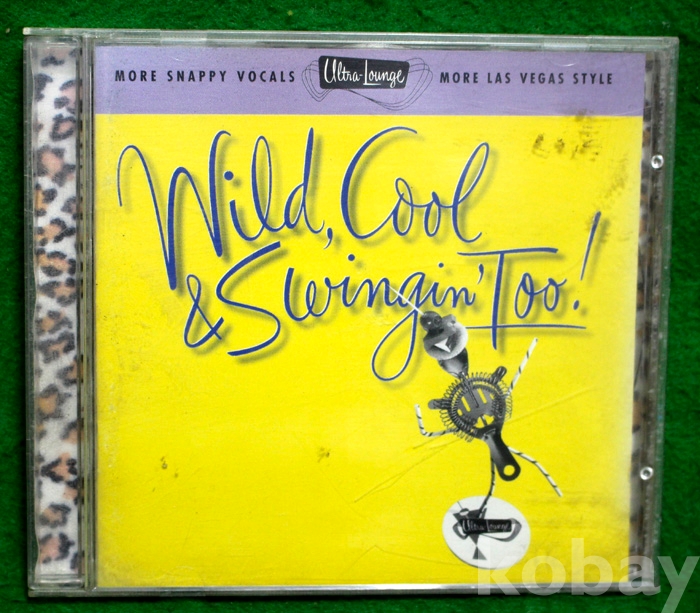 MORE SNAPPY VOCALS Ultra-Lounge MORE LAS VEGAS STYLE
Wild, Cool
& Swingin' Too!
Ultra-Lounge
kobay